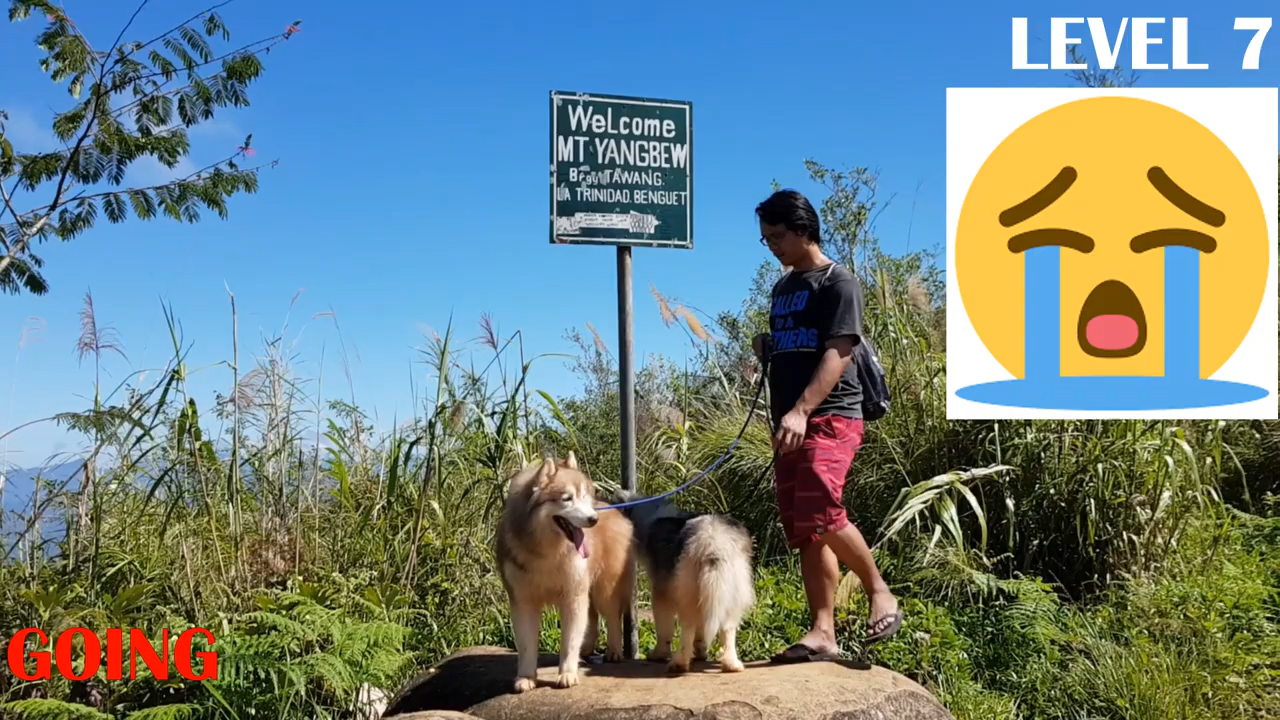 LEVEL 7
WeLcome
MT YANGBEW
TAWANG.
LA TRINIDAD. BENGUET
GOING